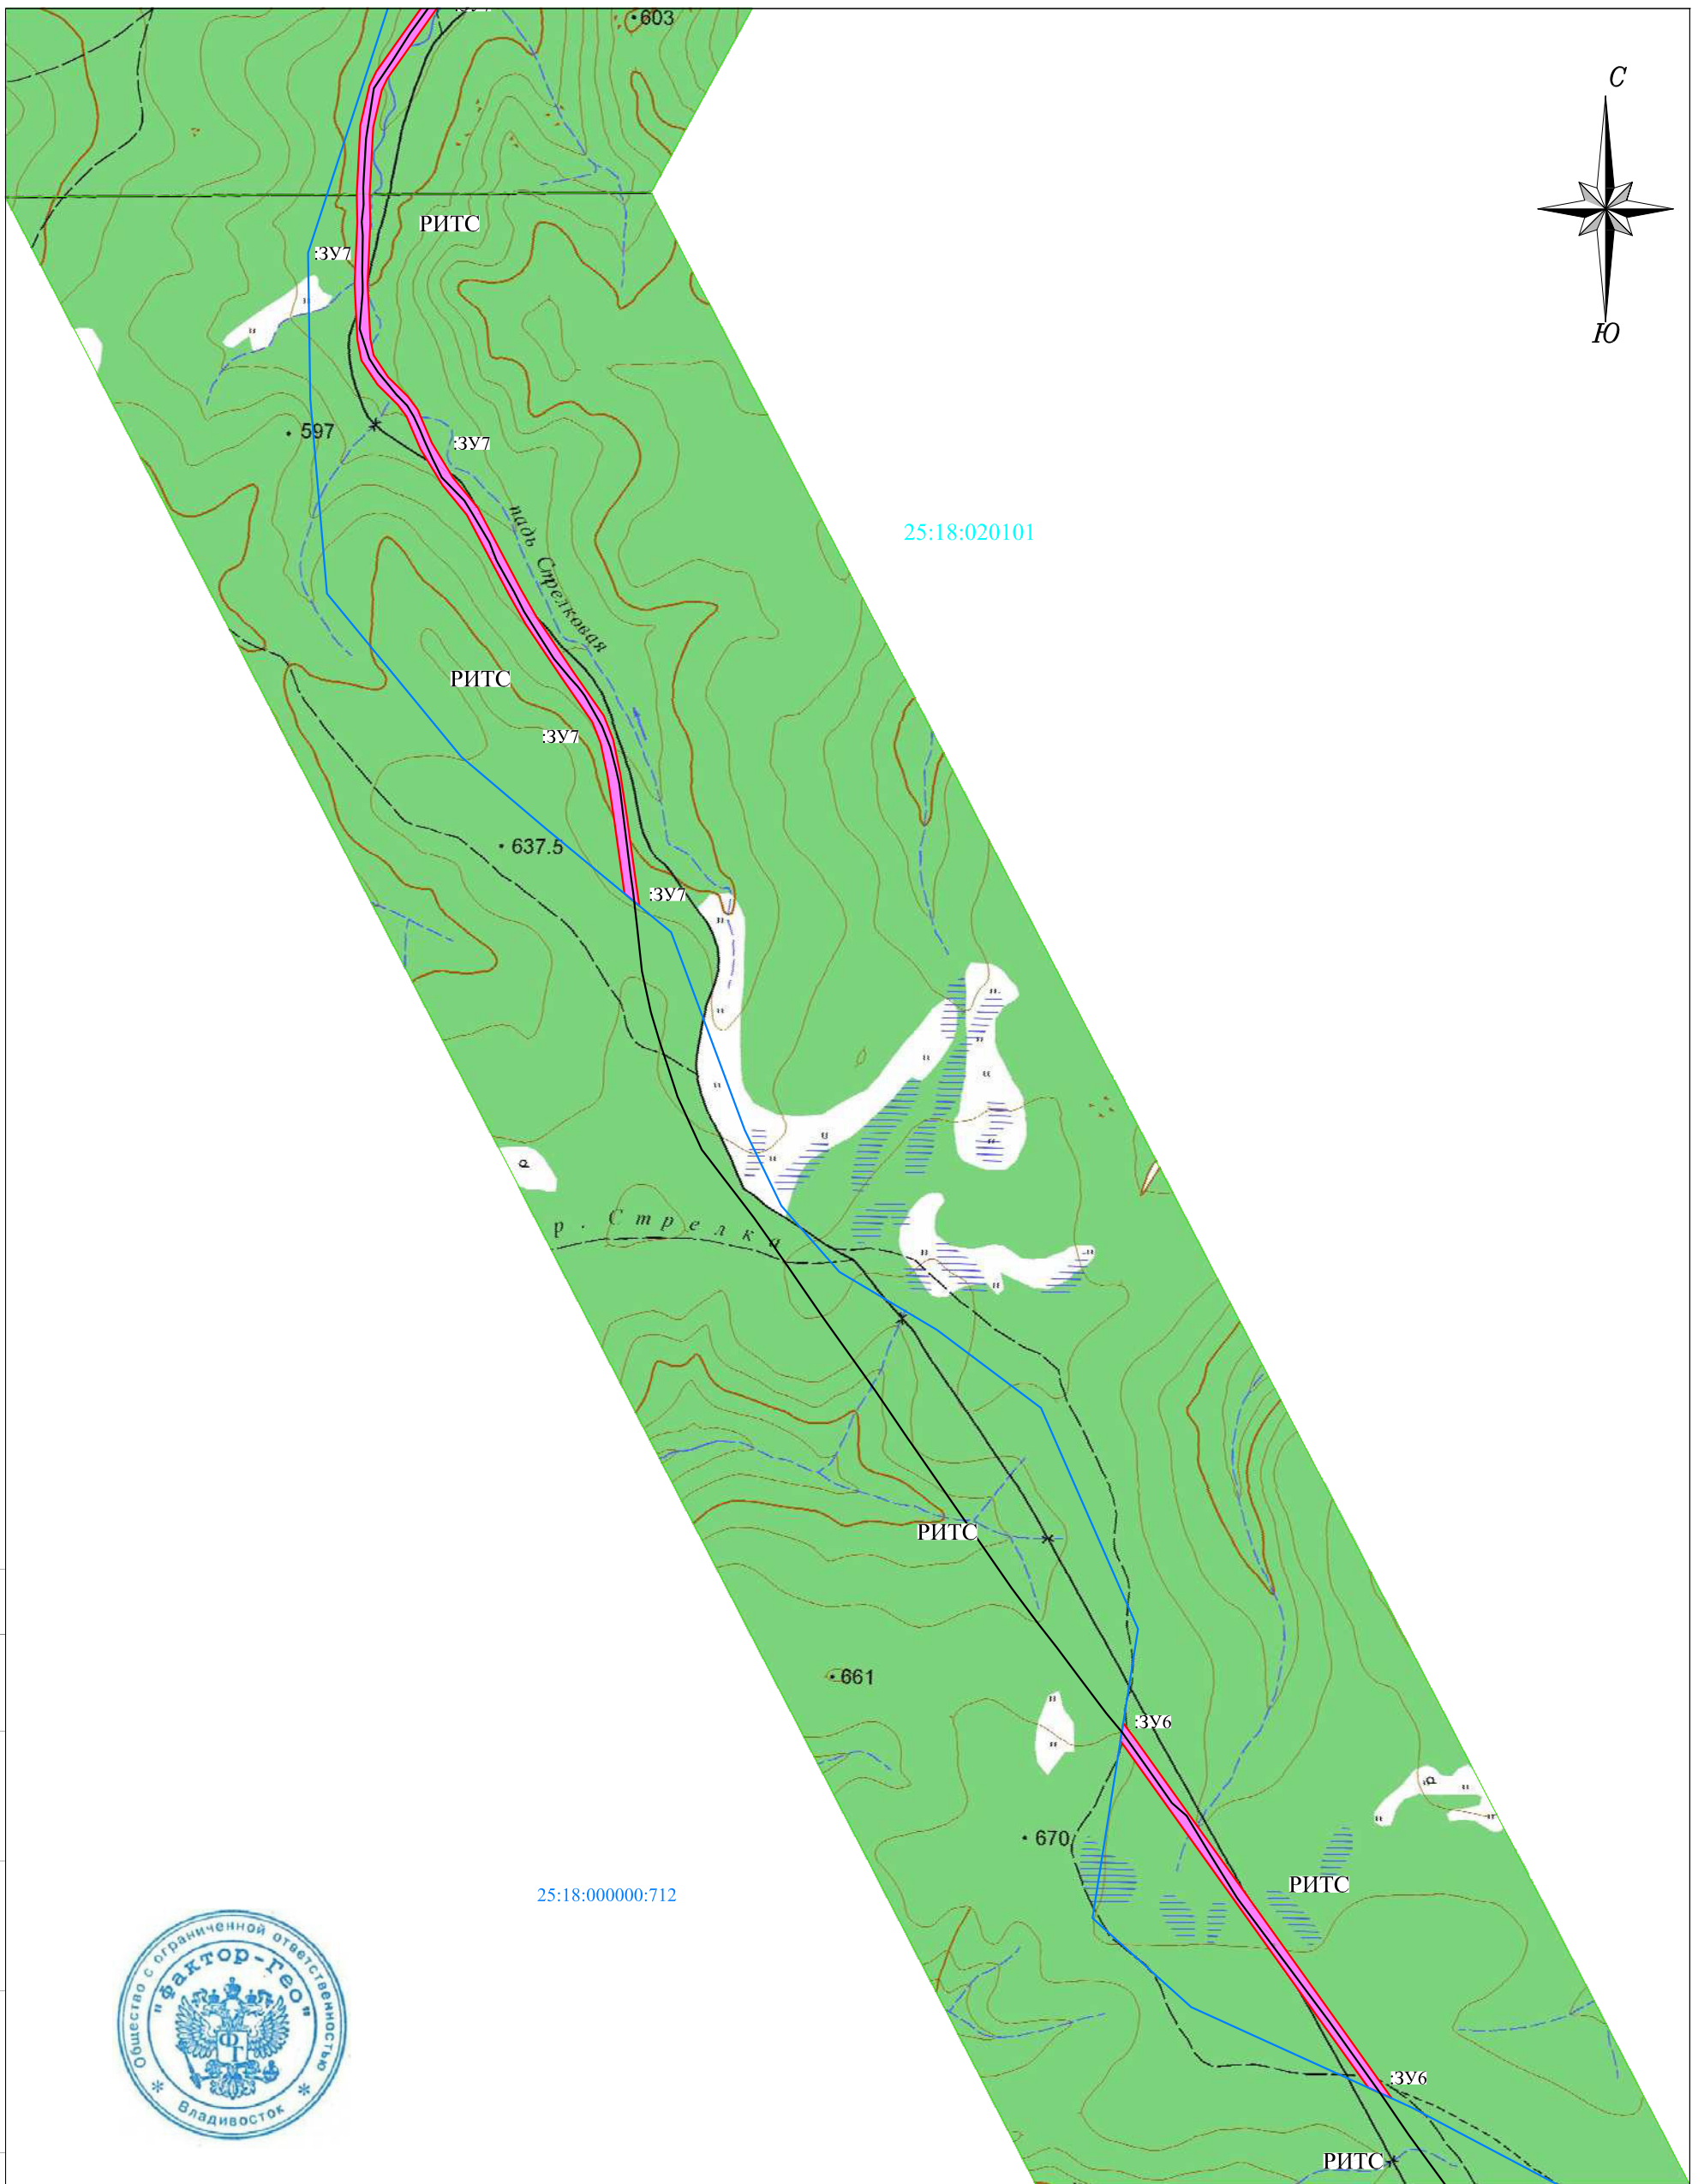 603
С
Ю
РИТС
:ЗУ7
597
:ЗУ7
падь Стрелковая
25:18:020101
РИТС
:ЗУ7
637.5
:ЗУ7
р. Стрелка
РИТС
661
:ЗУ6
670
РИТС
25:18:000000:712
Общество с ограниченной ответственностью
"Фактор-Гео"
ФГ
Владивосток
:ЗУ6
РИТС